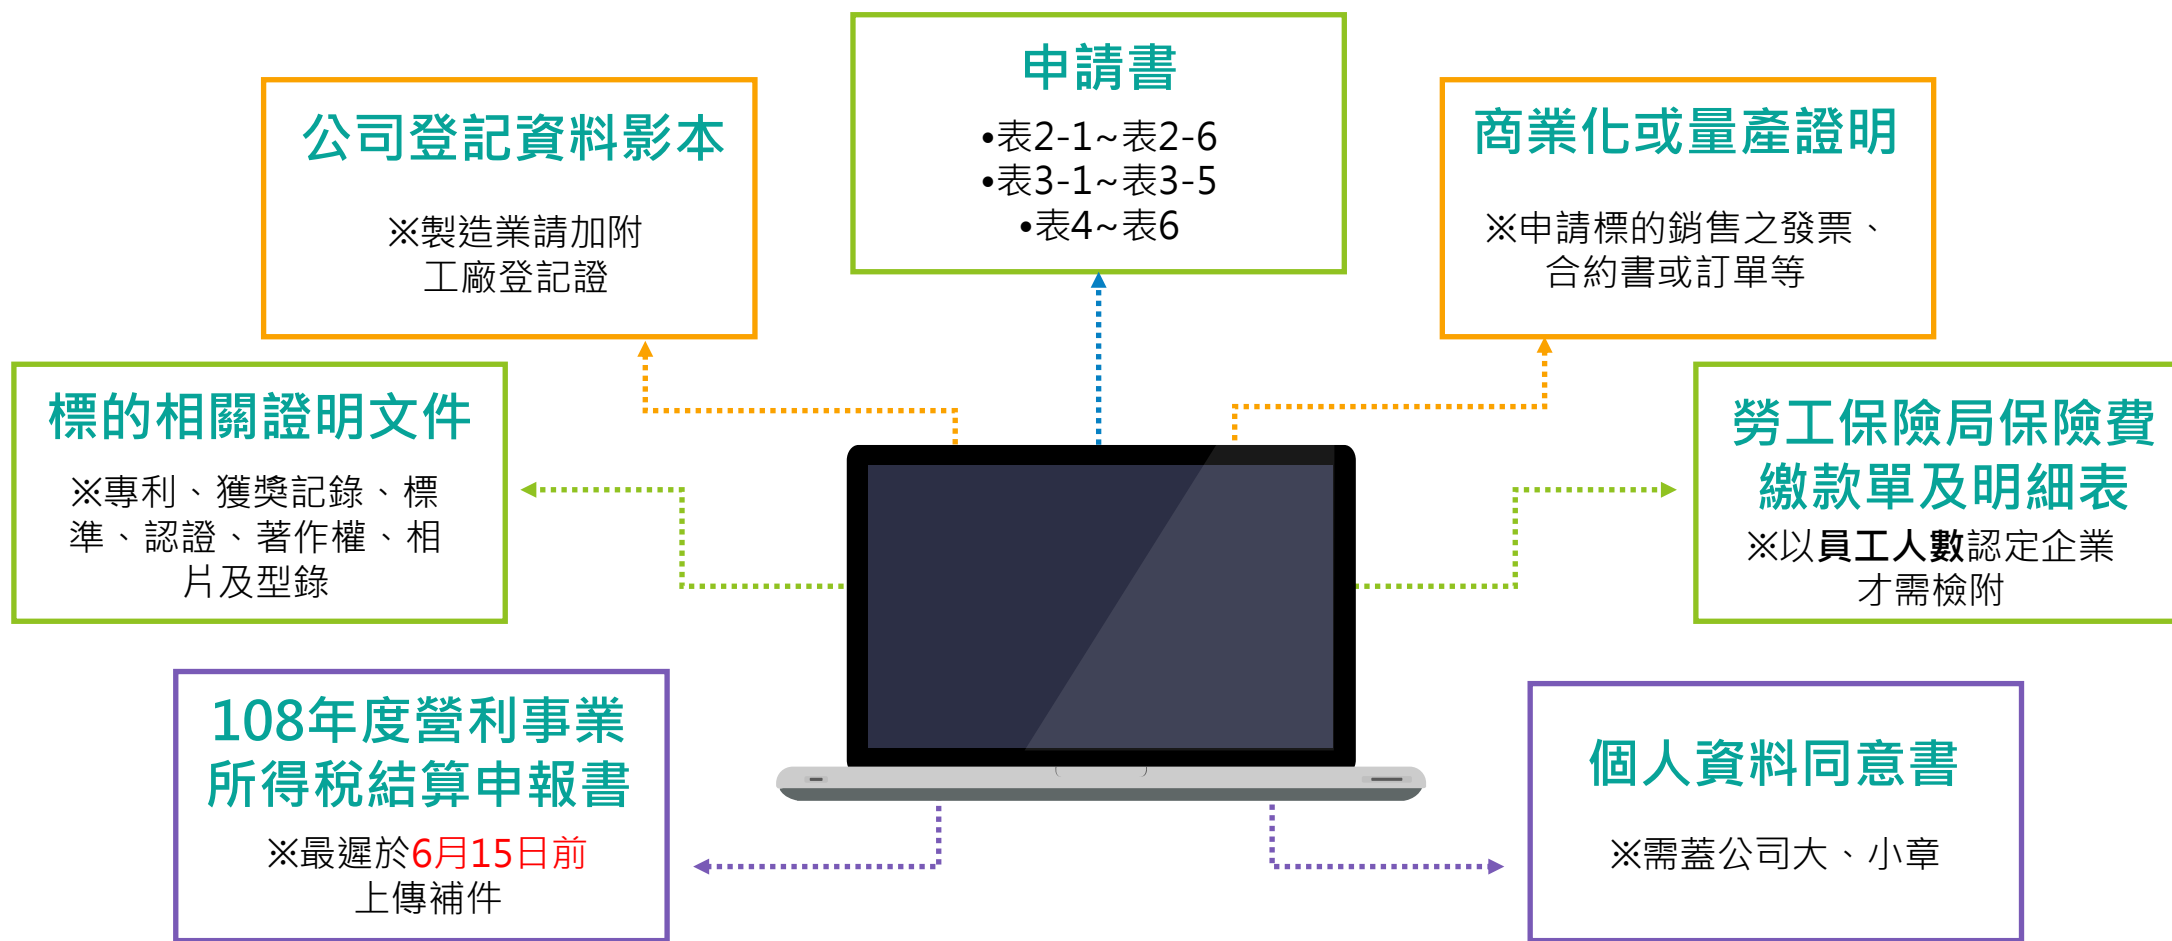 申請書
•表2-1~表2-6
•表3-1~表3-5
•表4~表6
公司登記資料影本
※製造業請加附
工廠登記證
商業化或量產證明
※申請標的銷售之發票、
合約書或訂單等
標的相關證明文件
※專利、獲獎記錄、標
準、認證、著作權、相
片及型錄
勞工保險局保險費
繳款單及明細表
※以員工人數認定企業
才需檢附
108年度營利事業
所得稅結算申報書
※最遲於6月15日前
上傳補件
個人資料同意書
※需蓋公司大、小章